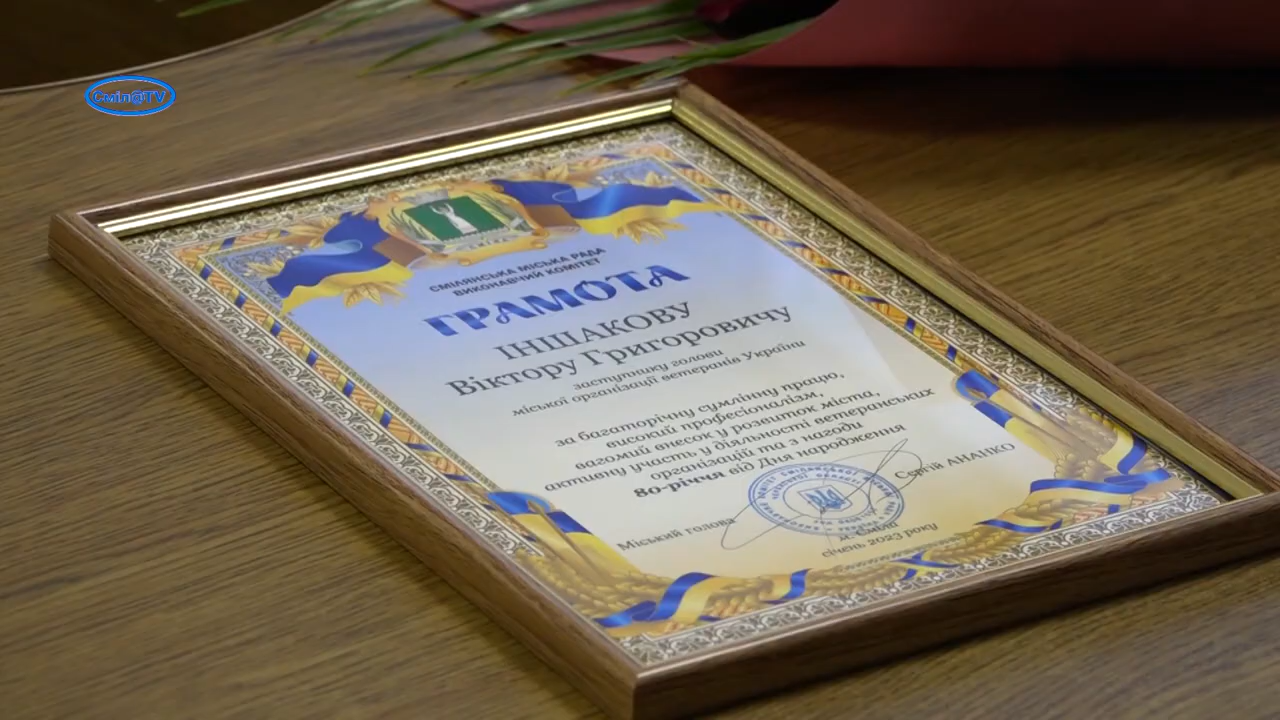 Сміл@TV
СМІЛЯНСЬКА МІСЬКА РАДА
ВИКОНАВЧИЙ КОМІТЕТ
ГРАМОТА
ІНШАКОВУ
Віктору Григоровичу
заступнику голови
міської організації ветеранів України
за багаторічну сумлінну працю,
високий професіоналізм,
вагомий внесок у розвиток міста,
активну участь у діяльності ветеранських
організацій та з нагоди
80-річчя від Дня народження
Міський голова
Сергій АНАНКО
м. Сміла
січень 2023 року